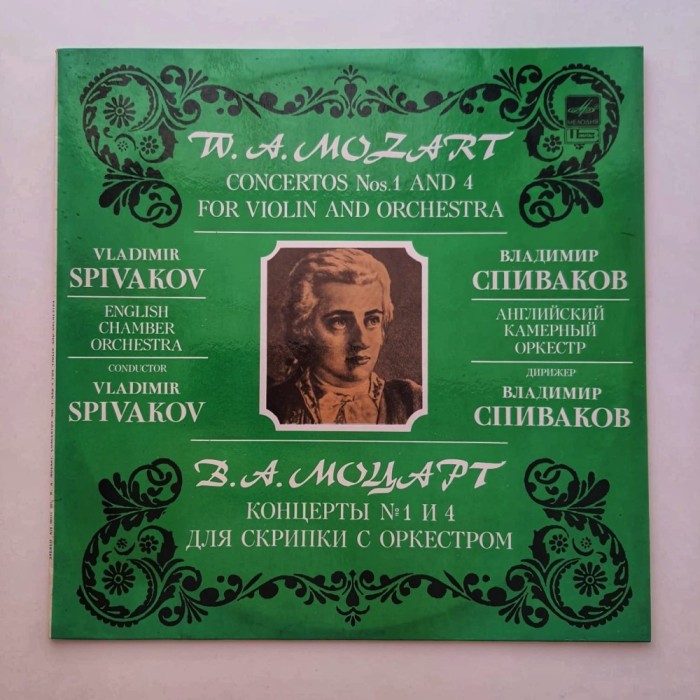 W. A. MOZART
CONCERTOS Nos. 1 AND 4
FOR VIOLIN AND ORCHESTRA
МЕЛОДИЯ
VLADIMIR
SPIVAKOV
ENGLISH
CHAMBER
ORCHESTRA
CONDUCTOR
VLADIMIR
SPIVAKOV
ВЛАДИМИР
СПИВАКОВ
АНГЛИЙСКИЙ
КАМЕРНЫЙ
ОРКЕСТР
ДИРИЖЕР
ВЛАДИМИР
СПИВАКОВ
В. А. МОЦАРТ
КОНЦЕРТЫ №1 И 4
ДЛЯ СКРИПКИ С ОРКЕСТРОМ